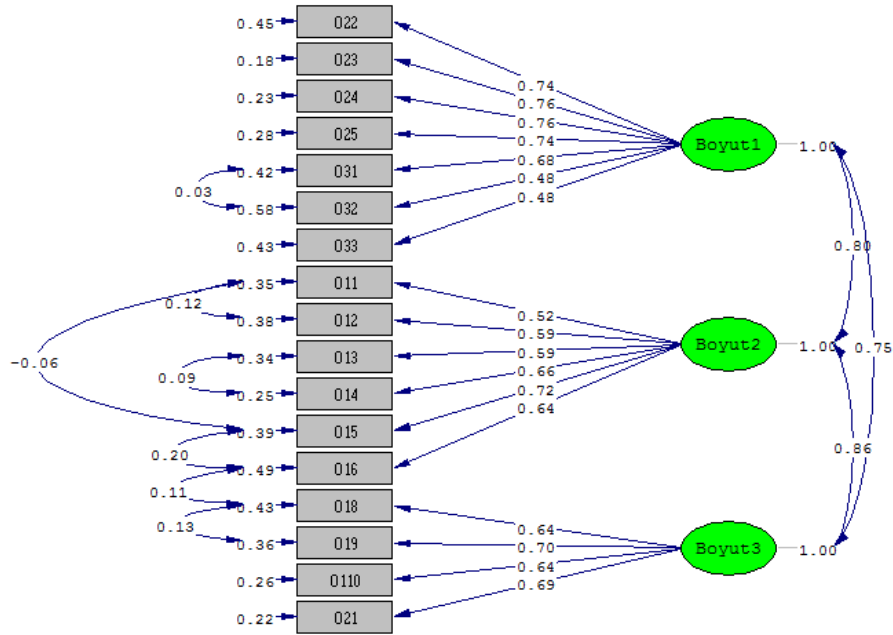 0.45 O22
0.18 O23
0.23 O24
0.28 O25
0.42 O31
0.03
0.58 O32
0.43 O33
0.35 O11
0.12
0.38 O12
-0.06
0.34 O13
0.09
0.25 O14
0.39 O15
0.20
0.49 O16
0.11
0.43 O18
0.13
0.36 O19
0.26 O110
0.22 O21
0.74
0.76
0.76
0.74
0.68
0.48
0.48
0.52
0.59
0.59
0.66
0.72
0.64
0.64
0.70
0.64
0.69
Boyut1 1.00
Boyut2 1.00
Boyut3 1.00
0.80
0.75
0.86